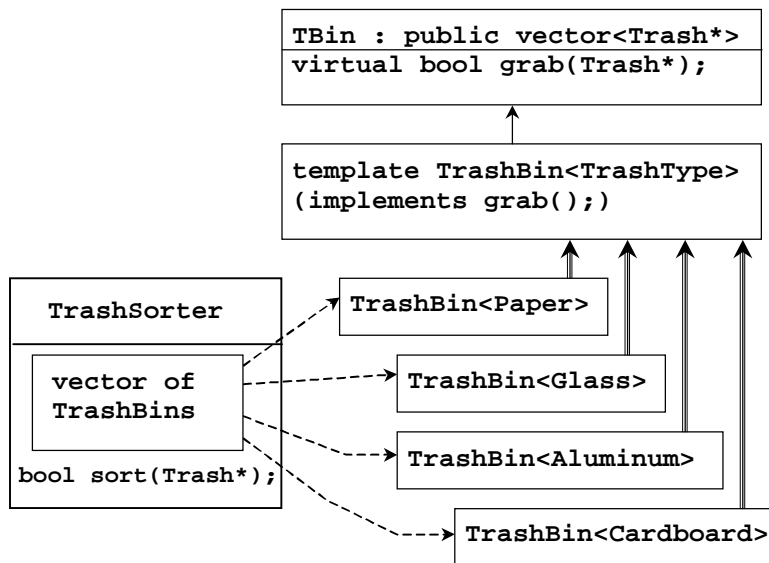 TBin : public vector<Trash*>
virtual bool grab(Trash*);
template TrashBin<TrashType>
(implements grab();)
TrashSorter
vector of
TrashBins
bool sort(Trash*);
TrashBin<Paper>
TrashBin<Glass>
TrashBin<Aluminum>
TrashBin<Cardboard>